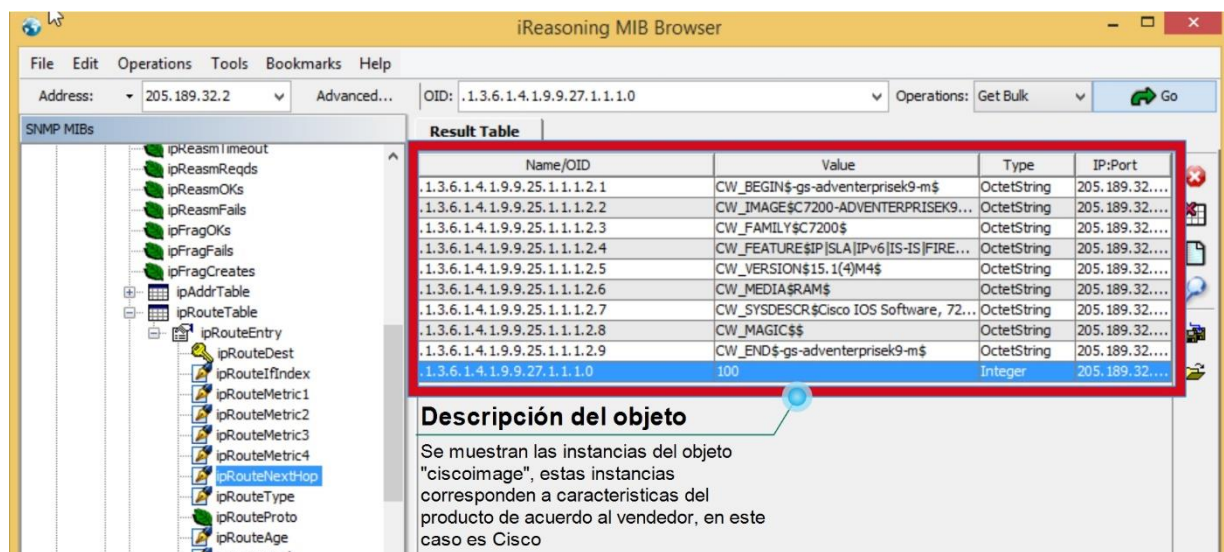 iReasoning MIB Browser
File Edit Operations Tools Bookmarks Help
Address: 205.189.32.2 Advanced... OID: .1.3.6.1.4.1.9.9.27.1.1.1.0 Operations: Get Bulk Go
SNMP MIBs
ipReasmTimeout
ipReasmReqds
ipReasmOKs
ipReasmFails
ipFragOKs
ipFragFails
ipFragCreates
ipAddrTable
ipRouteTable
ipRouteEntry
ipRouteDest
ipRouteIfIndex
ipRouteMetric1
ipRouteMetric2
ipRouteMetric3
ipRouteMetric4
ipRouteNextHop
ipRouteType
ipRouteProto
ipRouteAge
Result Table
Name/OID Value Type IP:Port
.1.3.6.1.4.1.9.9.25.1.1.1.2.1 CW_BEGIN$-gs-adventerprisek9-m$ OctetString 205.189.32....
.1.3.6.1.4.1.9.9.25.1.1.1.2.2 CW_IMAGE$C7200-ADVENTERPRISEK9... OctetString 205.189.32....
.1.3.6.1.4.1.9.9.25.1.1.1.2.3 CW_FAMILY$C7200$ OctetString 205.189.32....
.1.3.6.1.4.1.9.9.25.1.1.1.2.4 CW_FEATURE$IP|SLA|IPv6|IS-IS|FIRE... OctetString 205.189.32....
.1.3.6.1.4.1.9.9.25.1.1.1.2.5 CW_VERSION$15.1(4)M4$ OctetString 205.189.32....
.1.3.6.1.4.1.9.9.25.1.1.1.2.6 CW_MEDIA$RAM$ OctetString 205.189.32....
.1.3.6.1.4.1.9.9.25.1.1.1.2.7 CW_SYSDESCR$Cisco IOS Software, 72... OctetString 205.189.32....
.1.3.6.1.4.1.9.9.25.1.1.1.2.8 CW_MAGIC$$ OctetString 205.189.32....
.1.3.6.1.4.1.9.9.25.1.1.1.2.9 CW_END$-gs-adventerprisek9-m$ OctetString 205.189.32....
.1.3.6.1.4.1.9.9.27.1.1.1.0 100 Integer 205.189.32....
Descripción del objeto
Se muestran las instancias del objeto
"ciscoimage", estas instancias
corresponden a caracteristicas del
producto de acuerdo al vendedor, en este
caso es Cisco